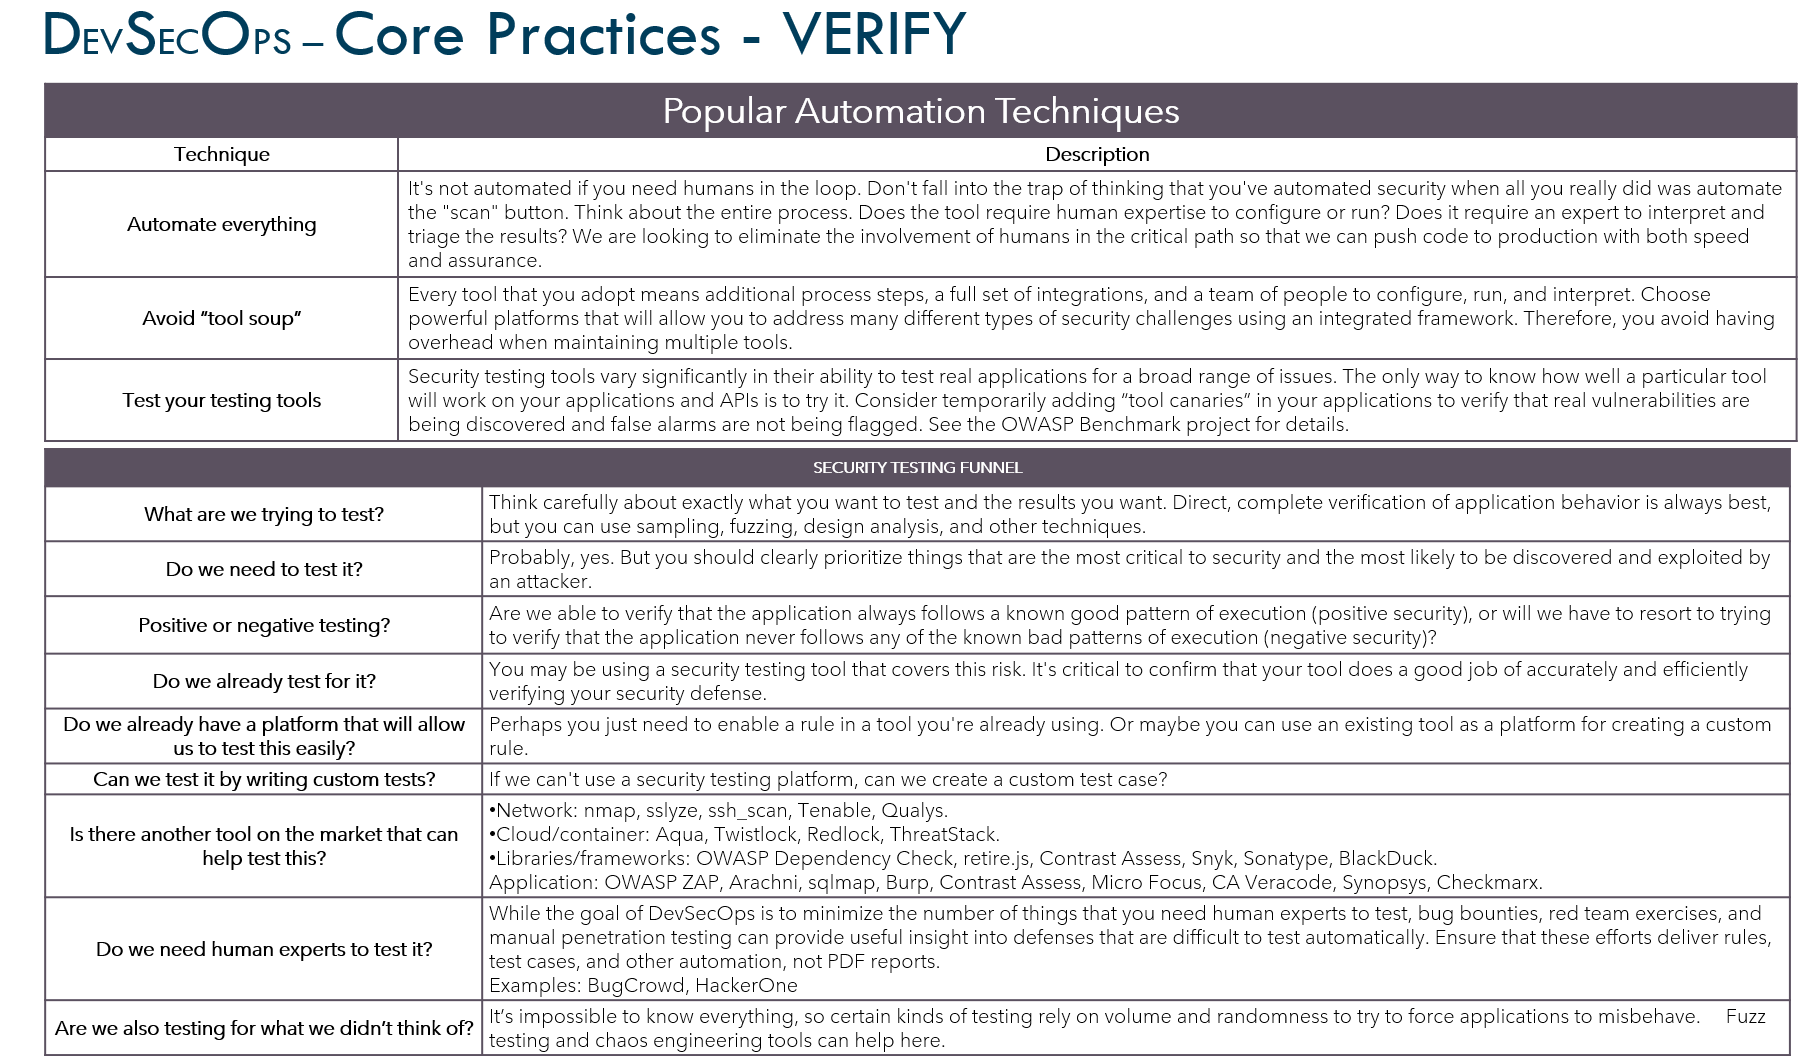 DevSecOps – Core Practices - VERIFY
Popular Automation Techniques
Technique
Description
Automate everything
It's not automated if you need humans in the loop. Don't fall into the trap of thinking that you've automated security when all you really did was automate
the "scan" button. Think about the entire process. Does the tool require human expertise to configure or run? Does it require an expert to interpret and
triage the results? We are looking to eliminate the involvement of humans in the critical path so that we can push code to production with both speed
and assurance.
Avoid “tool soup”
Every tool that you adopt means additional process steps, a full set of integrations, and a team of people to configure, run, and interpret. Choose
powerful platforms that will allow you to address many different types of security challenges using an integrated framework. Therefore, you avoid having
overhead when maintaining multiple tools.
Test your testing tools
Security testing tools vary significantly in their ability to test real applications for a broad range of issues. The only way to know how well a particular tool
will work on your applications and APIs is to try it. Consider temporarily adding “tool canaries” in your applications to verify that real vulnerabilities are
being discovered and false alarms are not being flagged. See the OWASP Benchmark project for details.
SECURITY TESTING FUNNEL
What are we trying to test?
Think carefully about exactly what you want to test and the results you want. Direct, complete verification of application behavior is always best,
but you can use sampling, fuzzing, design analysis, and other techniques.
Do we need to test it?
Probably, yes. But you should clearly prioritize things that are the most critical to security and the most likely to be discovered and exploited by
an attacker.
Positive or negative testing?
Are we able to verify that the application always follows a known good pattern of execution (positive security), or will we have to resort to trying
to verify that the application never follows any of the known bad patterns of execution (negative security)?
Do we already test for it?
You may be using a security testing tool that covers this risk. It's critical to confirm that your tool does a good job of accurately and efficiently
verifying your security defense.
Do we already have a platform that will allow
us to test this easily?
Perhaps you just need to enable a rule in a tool you're already using. Or maybe you can use an existing tool as a platform for creating a custom
rule.
Can we test it by writing custom tests?
If we can't use a security testing platform, can we create a custom test case?
Is there another tool on the market that can
help test this?
•Network: nmap, sslyze, ssh_scan, Tenable, Qualys.
•Cloud/container: Aqua, Twistlock, Redlock, ThreatStack.
•Libraries/frameworks: OWASP Dependency Check, retire.js, Contrast Assess, Snyk, Sonatype, BlackDuck.
Application: OWASP ZAP, Arachni, sqlmap, Burp, Contrast Assess, Micro Focus, CA Veracode, Synopsys, Checkmarx.
Do we need human experts to test it?
While the goal of DevSecOps is to minimize the number of things that you need human experts to test, bug bounties, red team exercises, and
manual penetration testing can provide useful insight into defenses that are difficult to test automatically. Ensure that these efforts deliver rules,
test cases, and other automation, not PDF reports.
Examples: BugCrowd, HackerOne
Are we also testing for what we didn’t think of?
It’s impossible to know everything, so certain kinds of testing rely on volume and randomness to try to force applications to misbehave. Fuzz
testing and chaos engineering tools can help here.